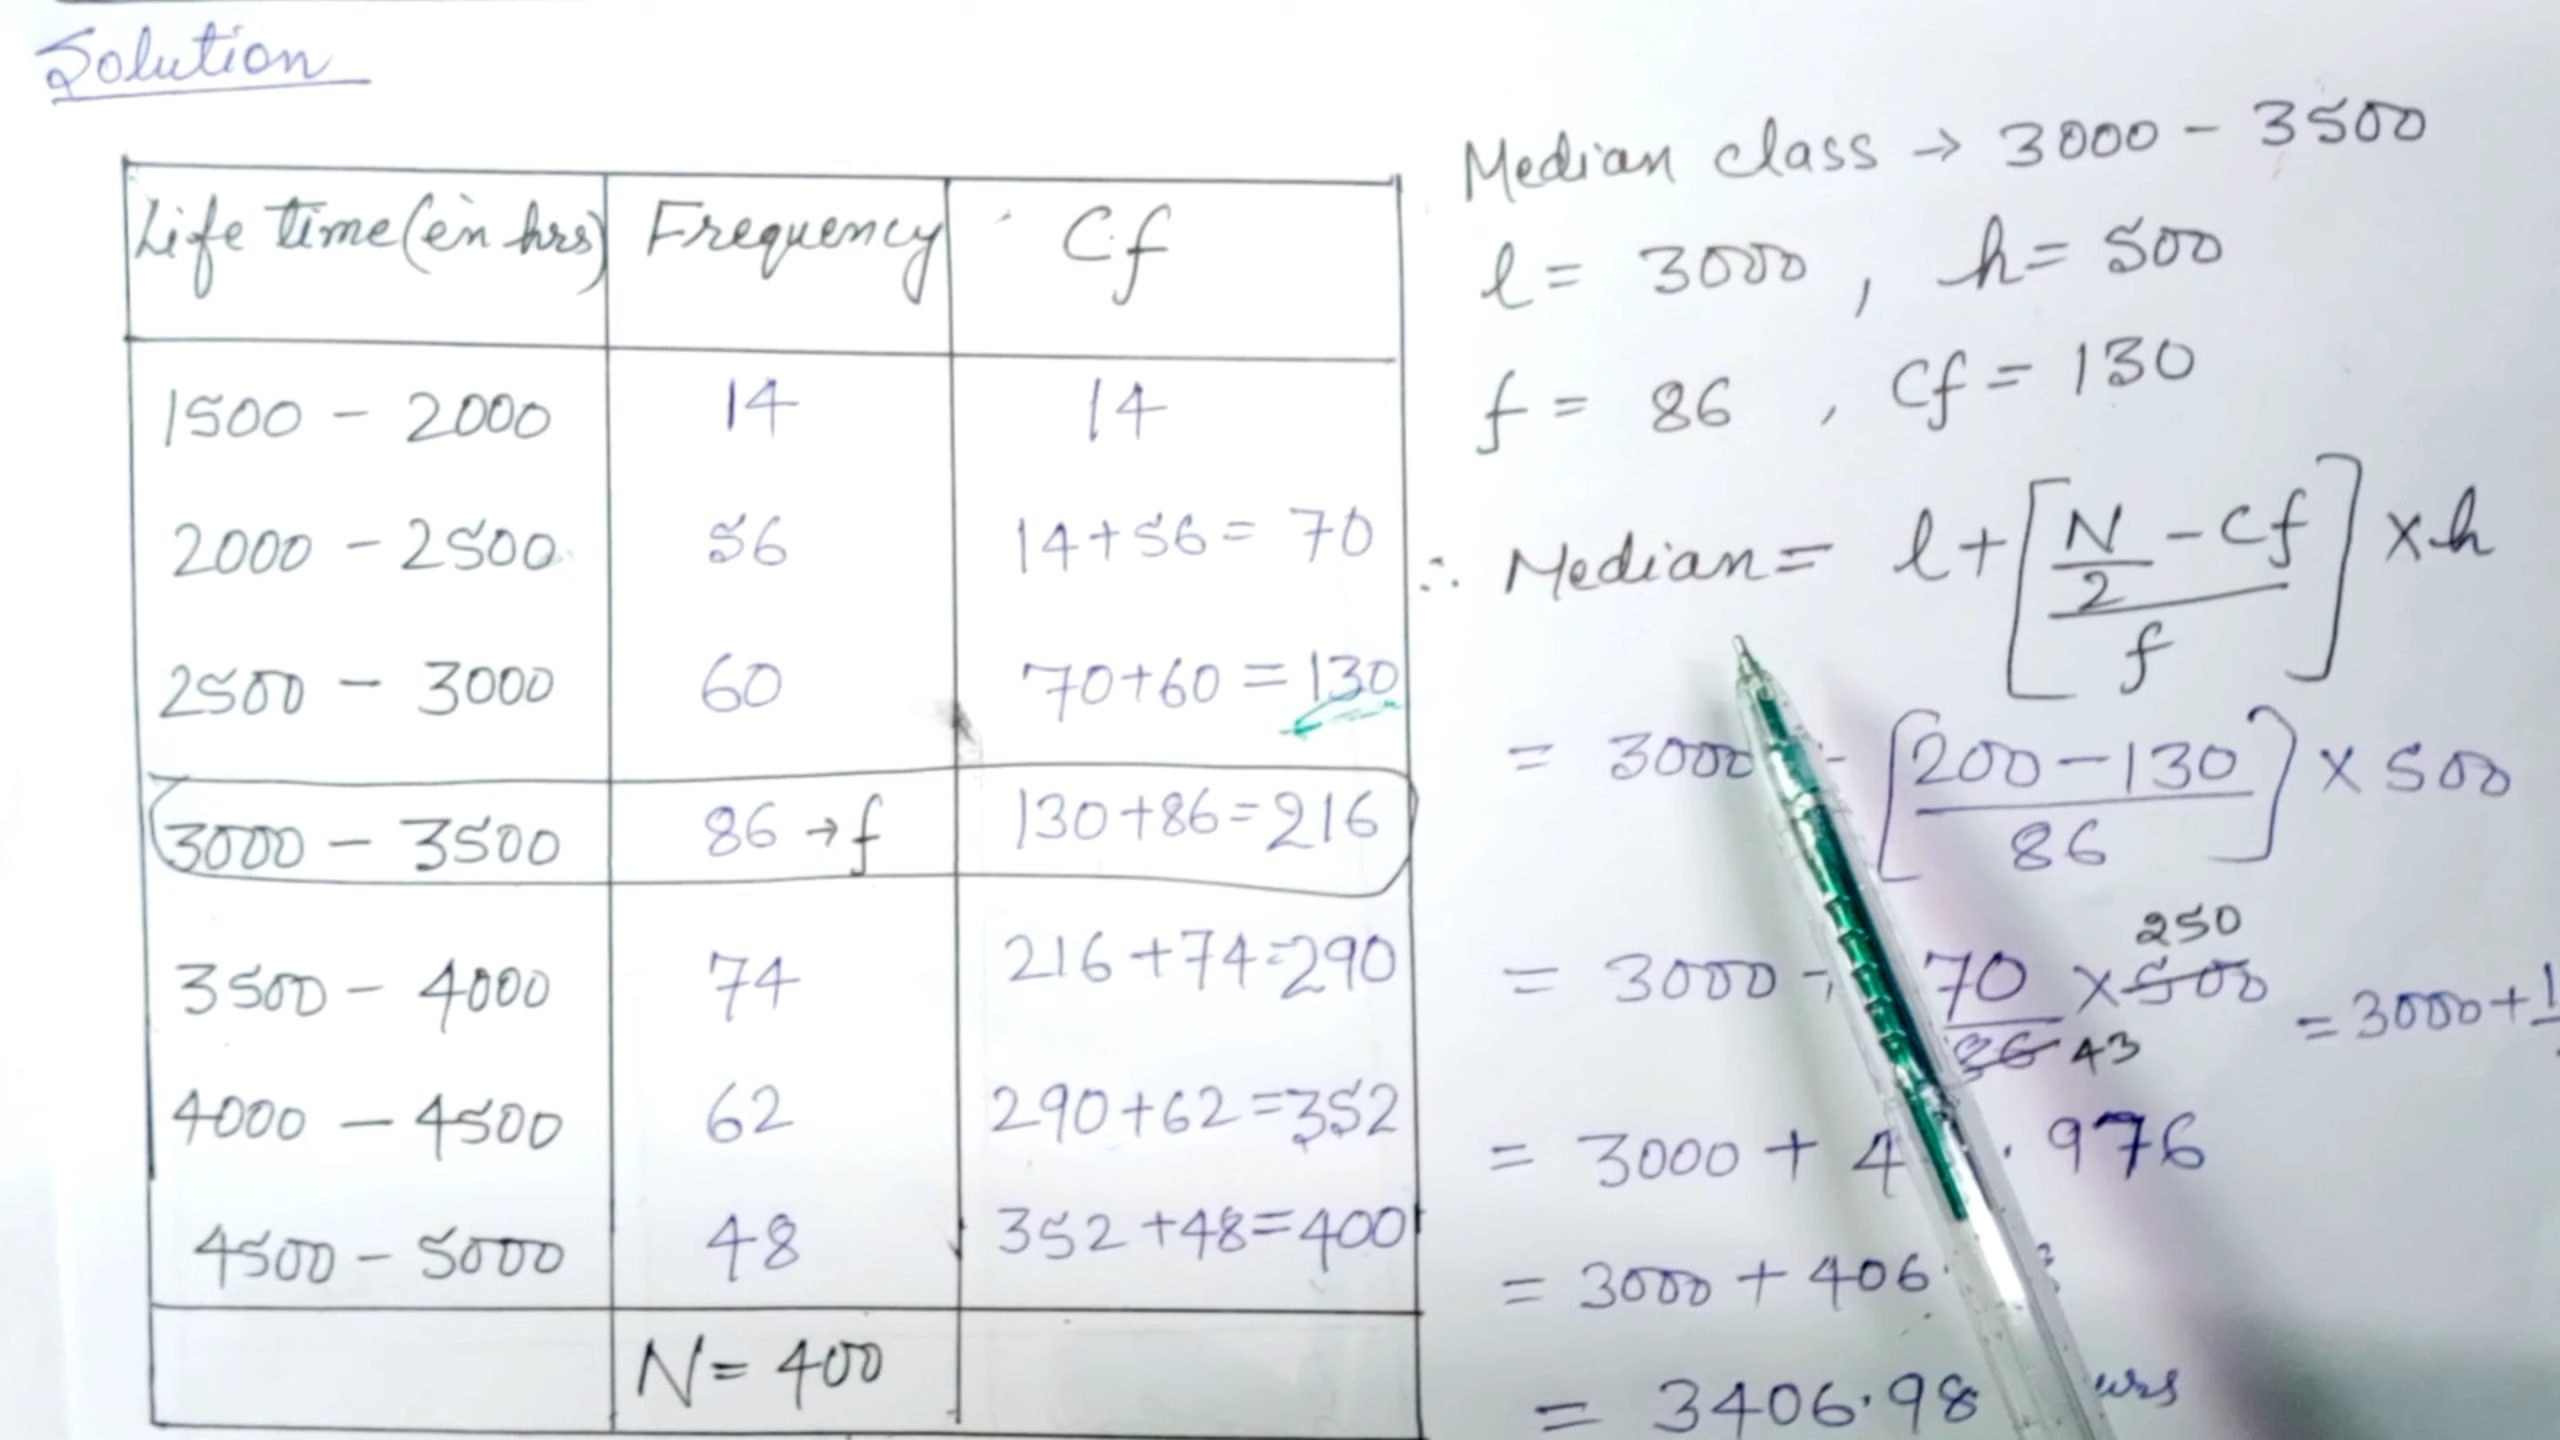 Solution
Life time (in hrs) Frequency Cf
1500 - 2000 14 14
2000 - 2500 56 14+56= 70
2500 - 3000 60 70+60 = 130
3000 - 3500 86 → f 130+86=216
3500 - 4000 74 216+74=290
4000 - 4500 62 290+62=352
4500 - 5000 48 352+48=400
N= 400
Median class → 3000 - 3500
l = 3000 , h= 500
f = 86 , Cf = 130
∴ Median = l + [N/2 - Cf / f] × h
= 3000 [200-130 / 86] × 500
= 3000 + 70 / 86 43 × 500 250 = 3000+
= 3000 + 4 . 976
= 3000 + 406.
= 3406.98